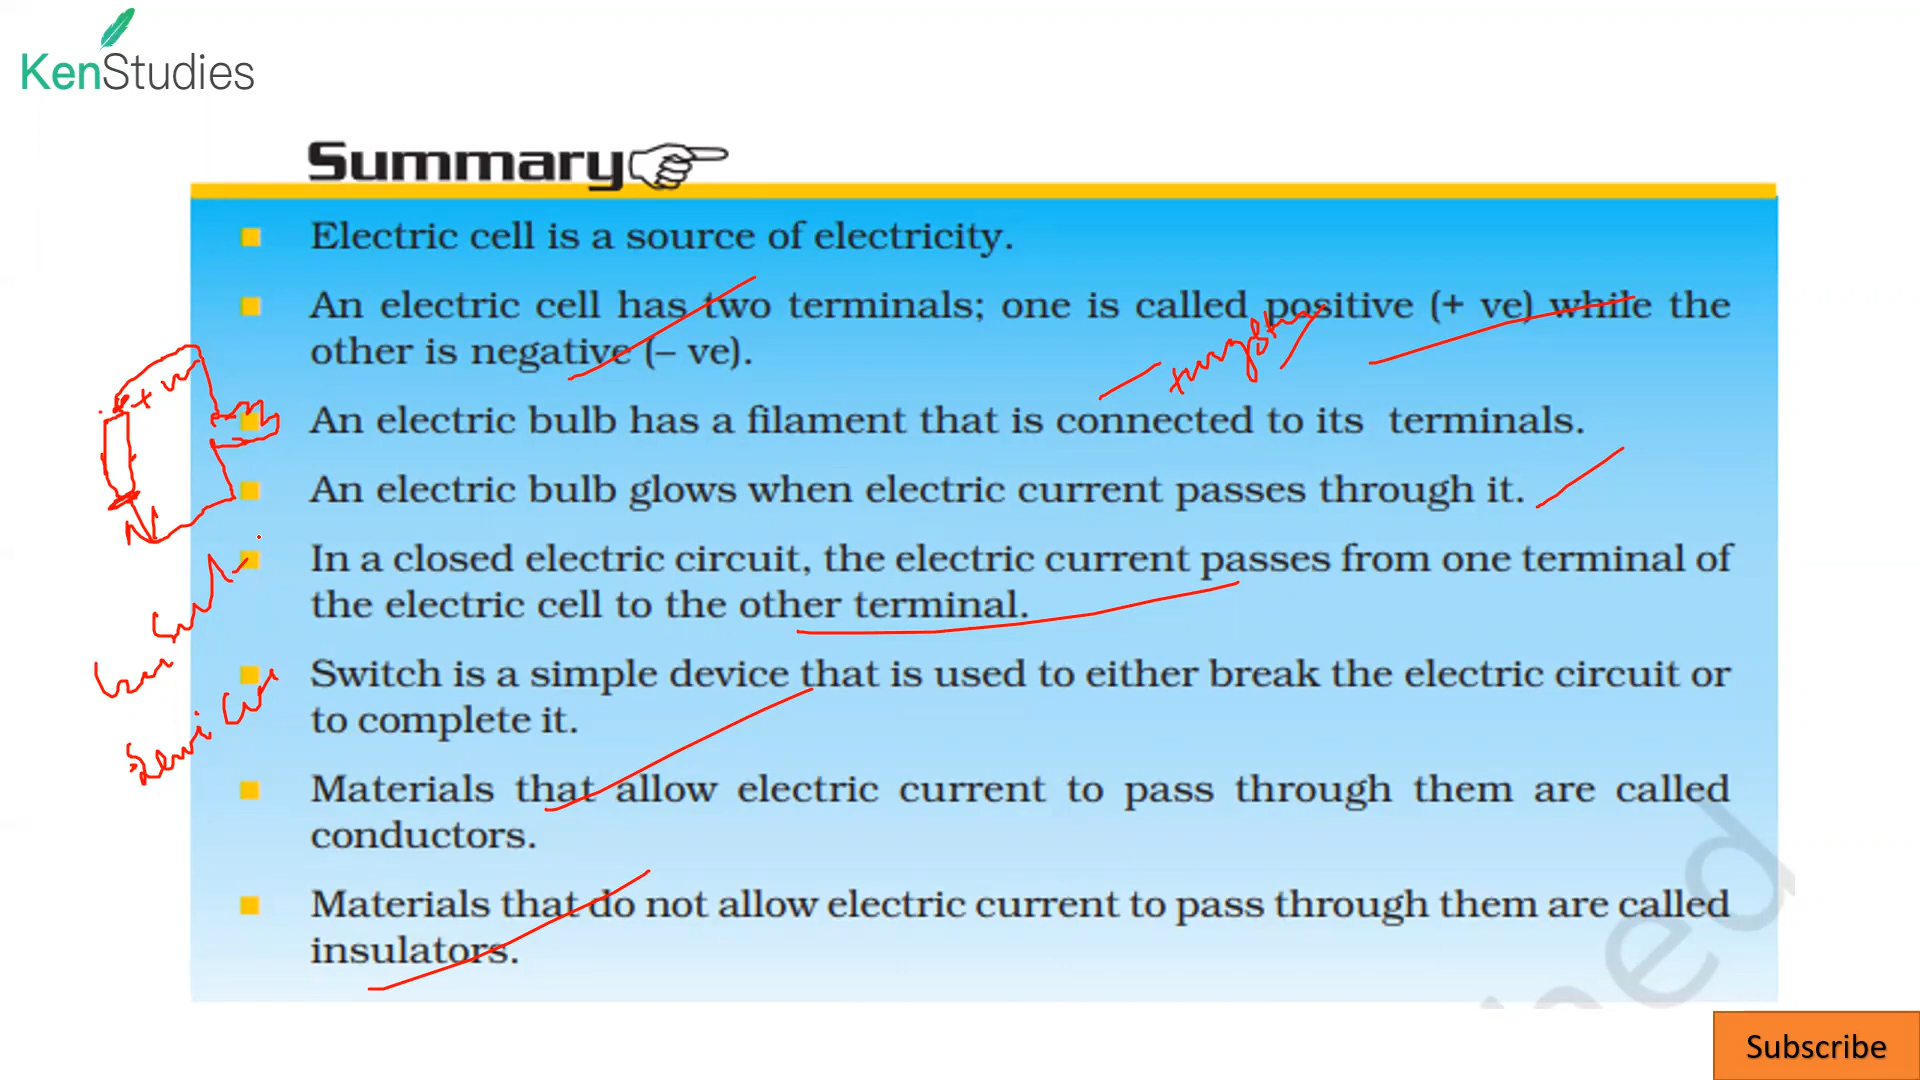 KenStudies
Summary
Electric cell is a source of electricity.
An electric cell has two terminals; one is called positive (+ ve) while the
other is negative (– ve).
An electric bulb has a filament that is connected to its terminals.
An electric bulb glows when electric current passes through it.
In a closed electric circuit, the electric current passes from one terminal of
the electric cell to the other terminal.
Switch is a simple device that is used to either break the electric circuit or
to complete it.
Materials that allow electric current to pass through them are called
conductors.
Materials that do not allow electric current to pass through them are called
insulators.
Subscribe